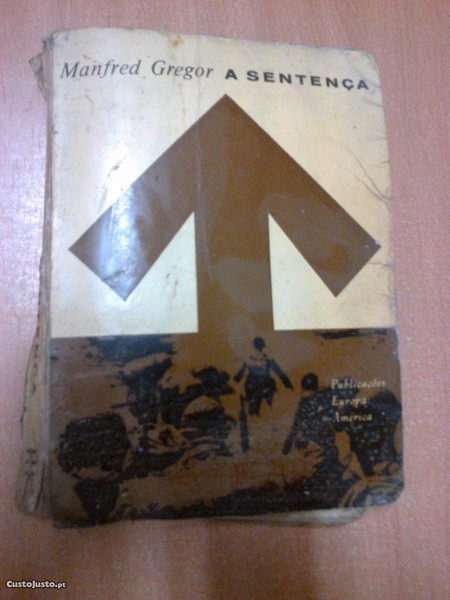 Manfred Gregor A SENTENÇA
Publicações
Europa
América
CustoJusto.pt